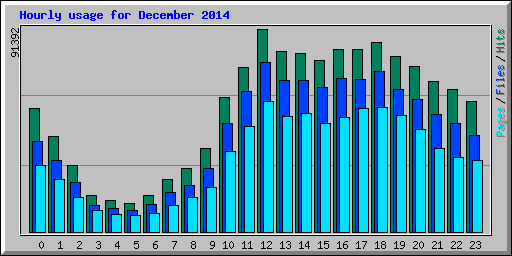 Hourly usage for December 2014
91392
Pages/Files/Hits
0 1 2 3 4 5 6 7 8 9 10 11 12 13 14 15 16 17 18 19 20 21 22 23